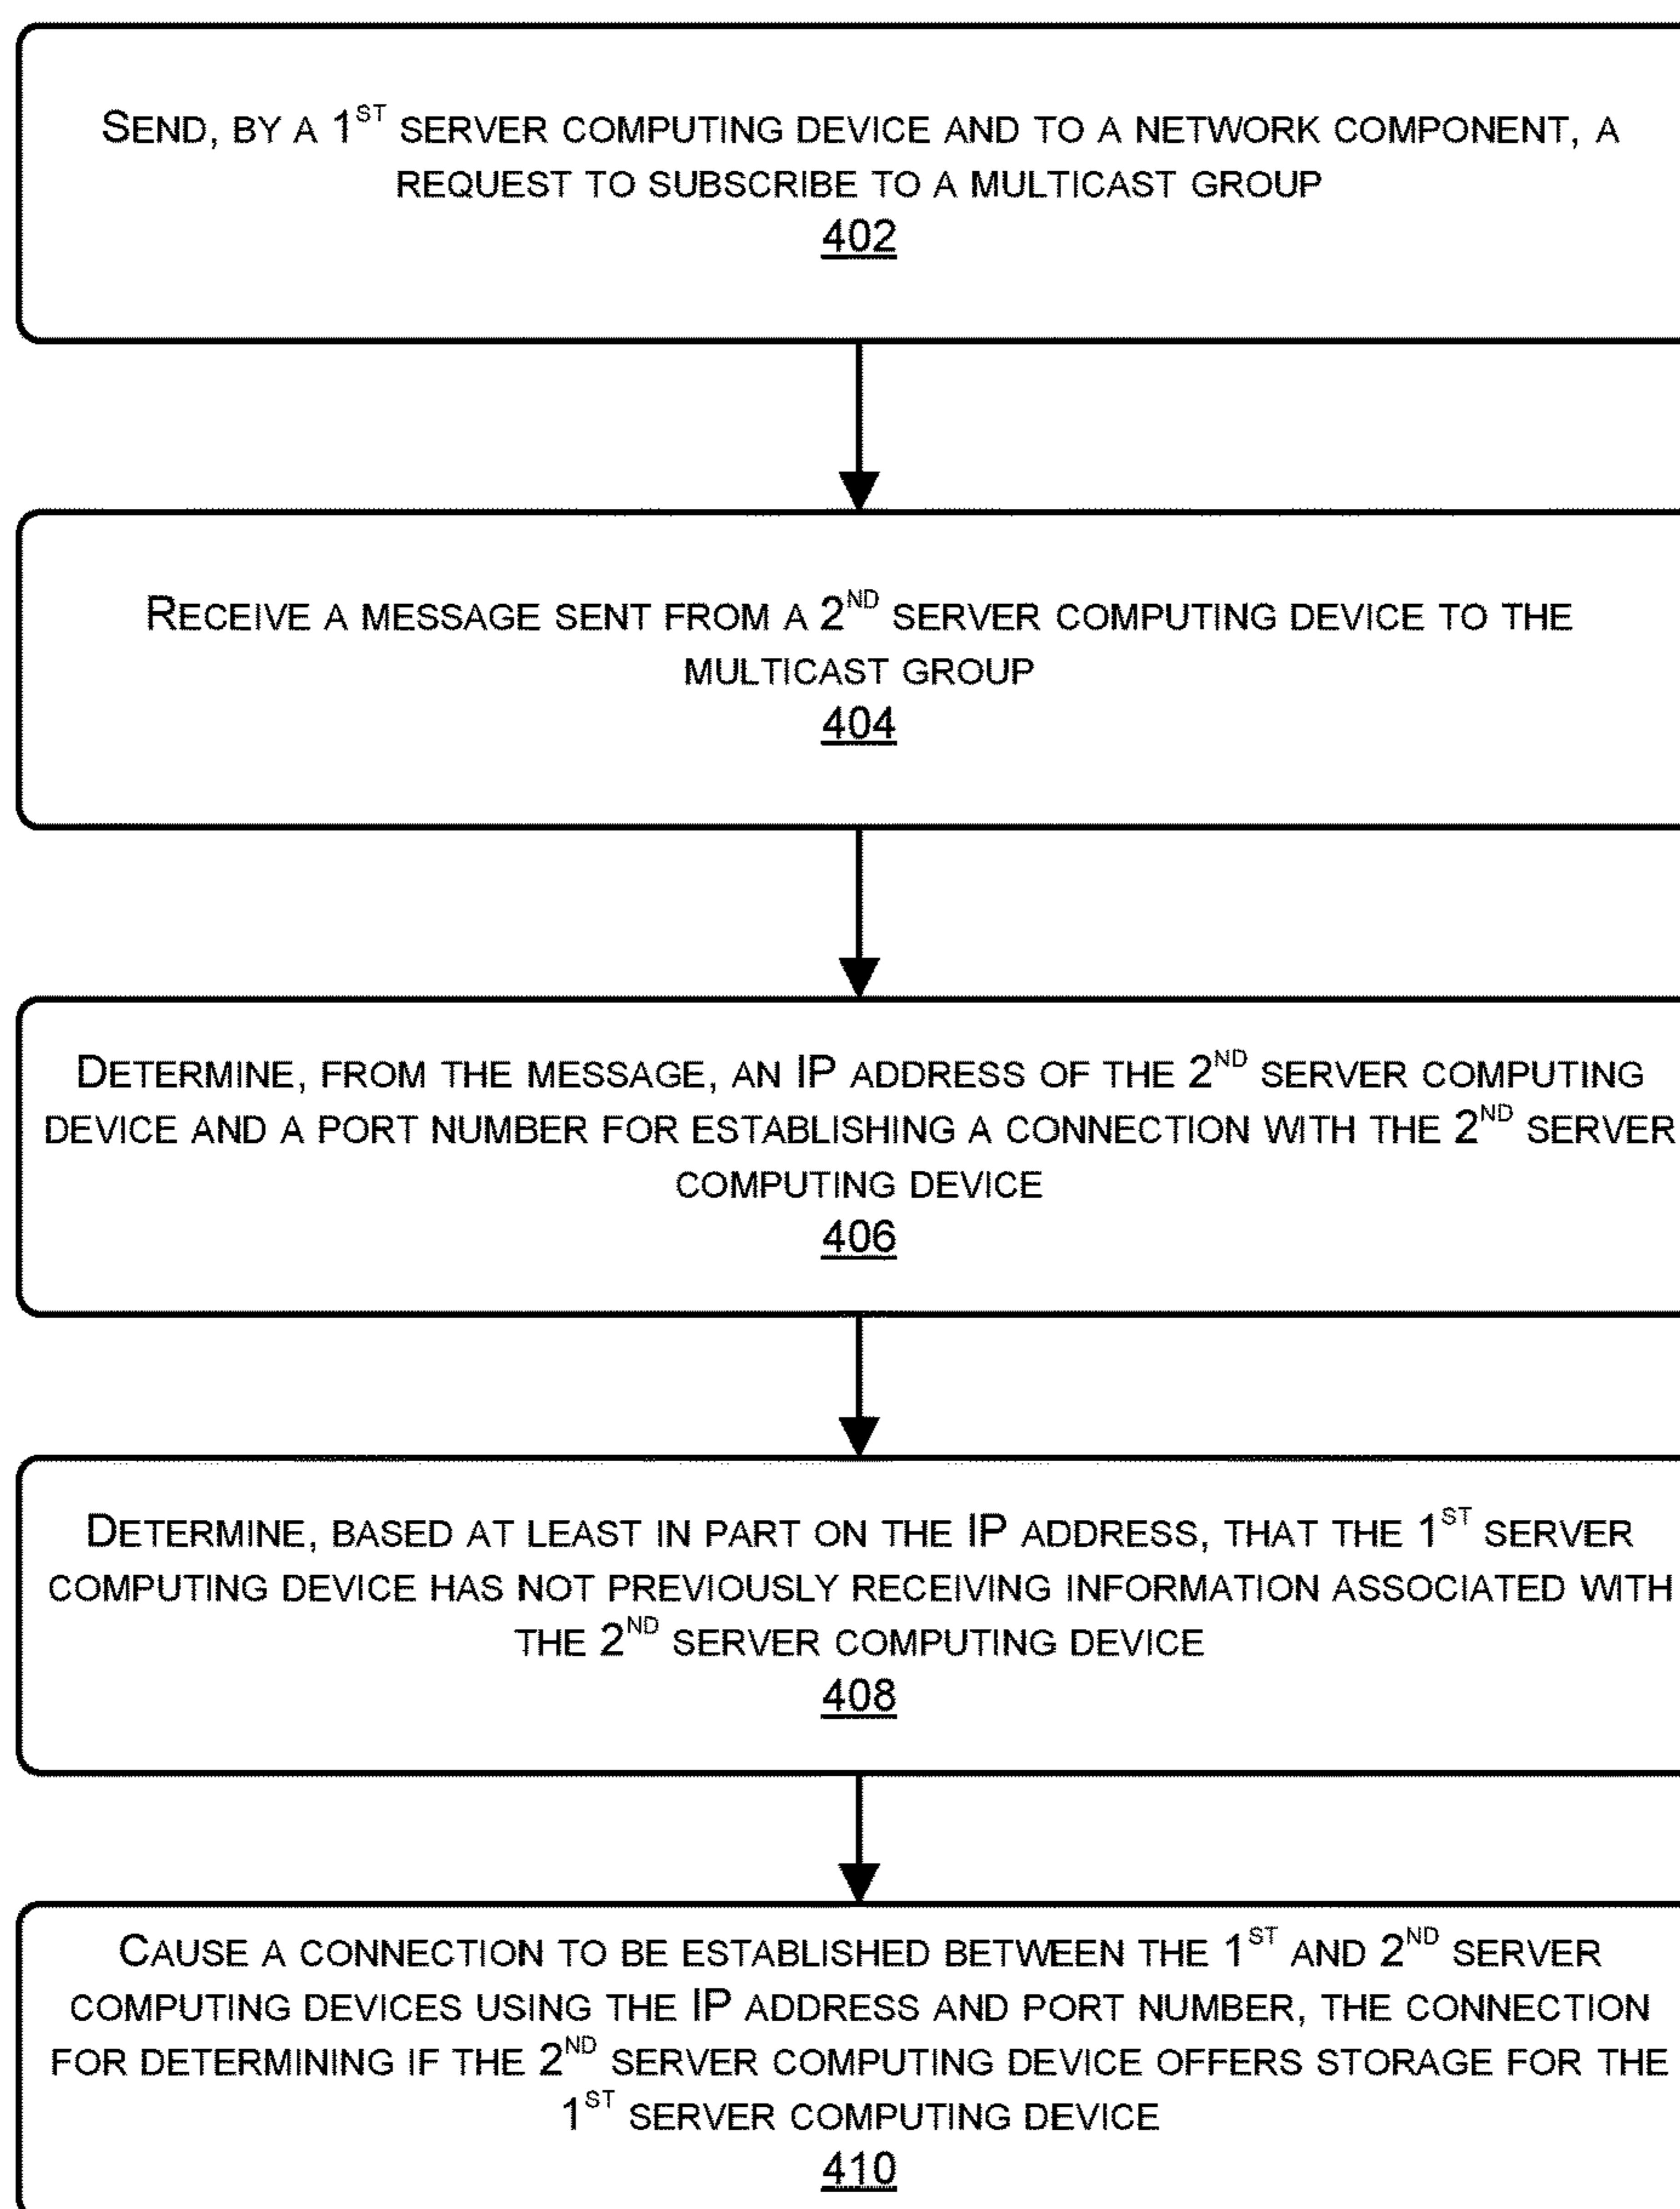 SEND, BY A 1ST SERVER COMPUTING DEVICE AND TO A NETWORK COMPONENT, A
REQUEST TO SUBSCRIBE TO A MULTICAST GROUP
402
RECEIVE A MESSAGE SENT FROM A 2ND SERVER COMPUTING DEVICE TO THE
MULTICAST GROUP
404
DETERMINE, FROM THE MESSAGE, AN IP ADDRESS OF THE 2ND SERVER COMPUTING
DEVICE AND A PORT NUMBER FOR ESTABLISHING A CONNECTION WITH THE 2ND SERVER
COMPUTING DEVICE
406
DETERMINE, BASED AT LEAST IN PART ON THE IP ADDRESS, THAT THE 1ST SERVER
COMPUTING DEVICE HAS NOT PREVIOUSLY RECEIVING INFORMATION ASSOCIATED WITH
THE 2ND SERVER COMPUTING DEVICE
408
CAUSE A CONNECTION TO BE ESTABLISHED BETWEEN THE 1ST AND 2ND SERVER
COMPUTING DEVICES USING THE IP ADDRESS AND PORT NUMBER, THE CONNECTION
FOR DETERMINING IF THE 2ND SERVER COMPUTING DEVICE OFFERS STORAGE FOR THE
1ST SERVER COMPUTING DEVICE
410